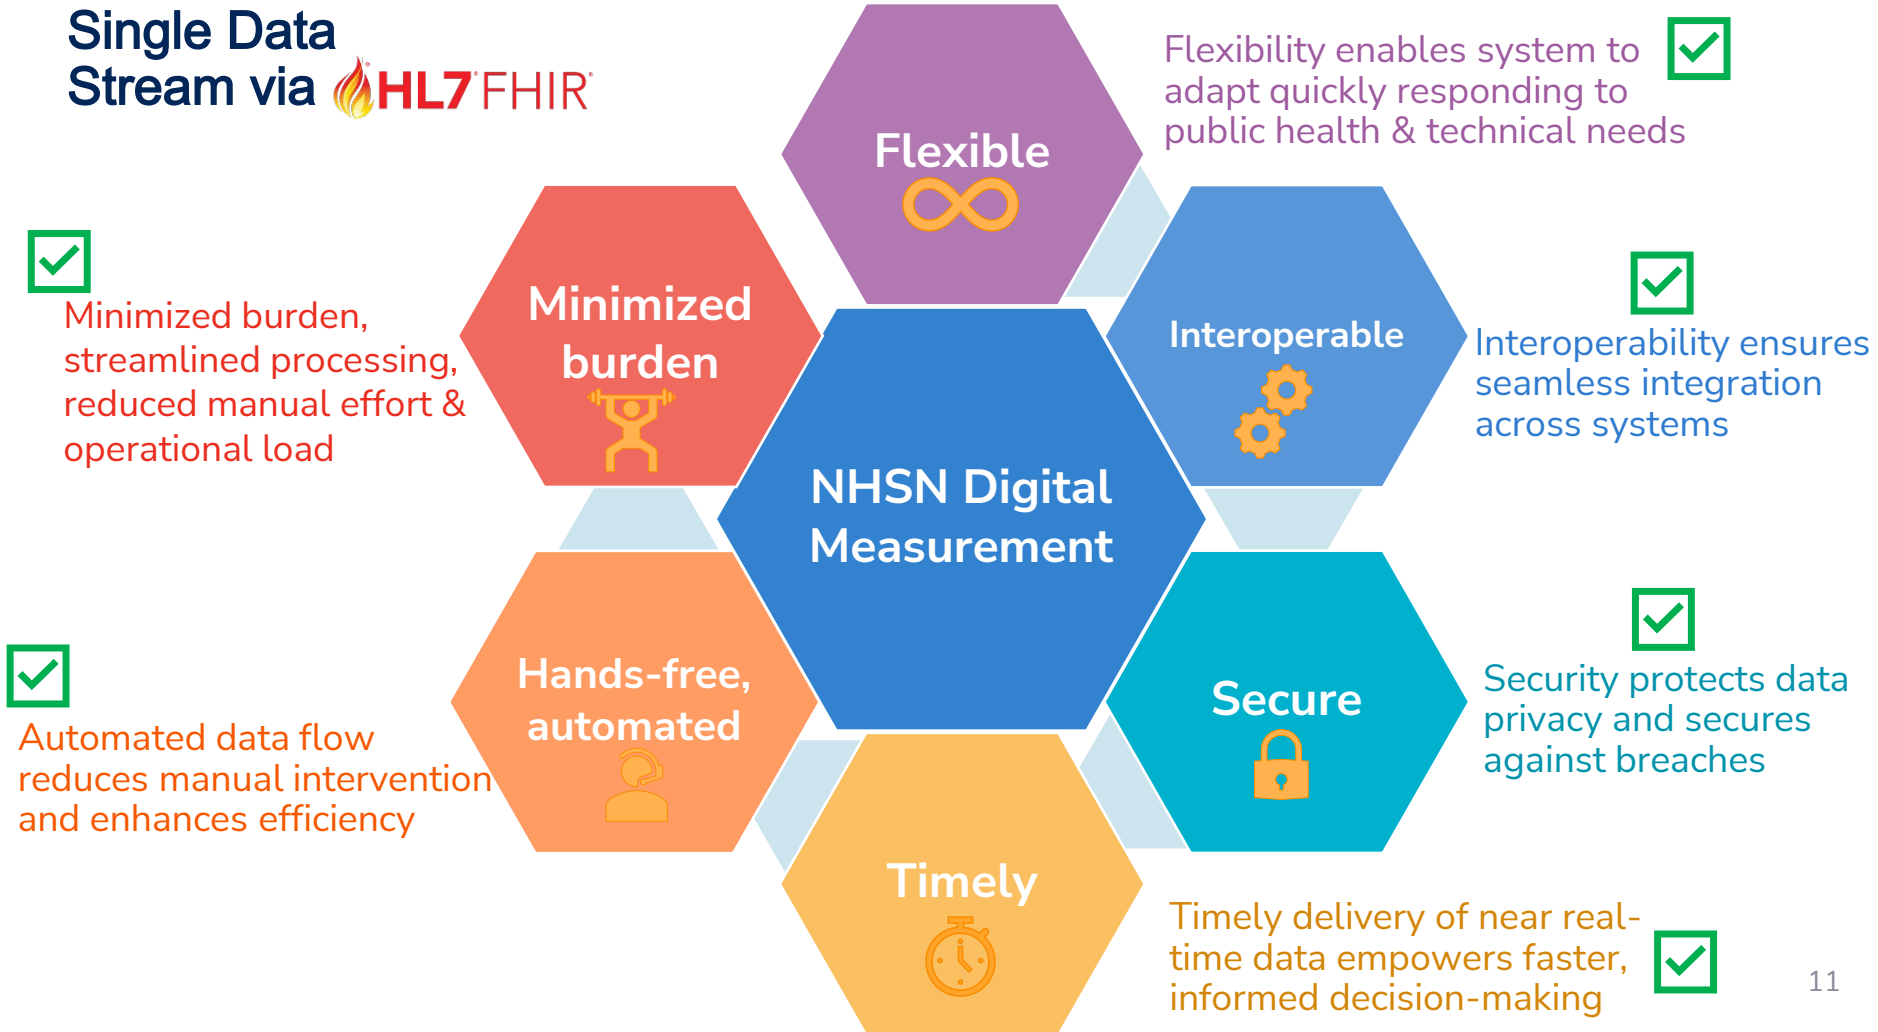 Single Data
Stream via HL7 FHIR
Flexible
Flexibility enables system to
adapt quickly responding to
public health & technical needs
Minimized
burden
Minimized burden,
streamlined processing,
reduced manual effort &
operational load
Interoperable
Interoperability ensures
seamless integration
across systems
NHSN Digital
Measurement
Hands-free,
automated
Automated data flow
reduces manual intervention
and enhances efficiency
Secure
Security protects data
privacy and secures
against breaches
Timely
Timely delivery of near real-
time data empowers faster,
informed decision-making
11